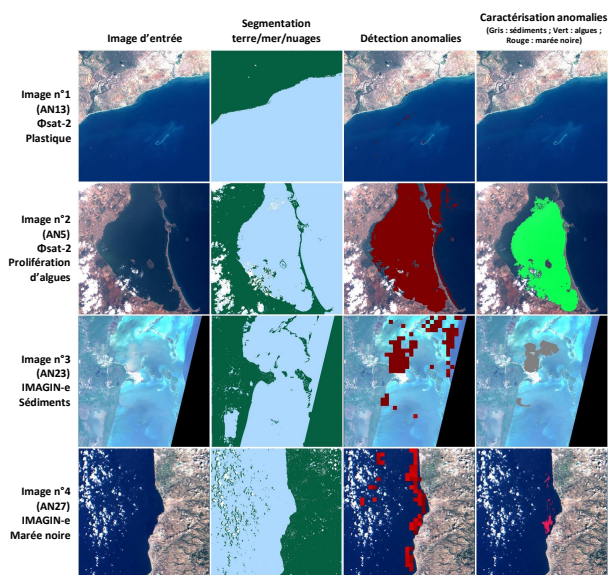 Image d’entrée
Segmentation
terre/mer/nuages
Détection anomalies
Caractérisation anomalies
(Gris : sédiments ; Vert : algues ;
Rouge : marée noire)
Image n°1
(AN13)
Φsat-2
Plastique
Image n°2
(AN5)
Φsat-2
Prolifération
d’algues
Image n°3
(AN23)
IMAGIN-e
Sédiments
Image n°4
(AN27)
IMAGIN-e
Marée noire